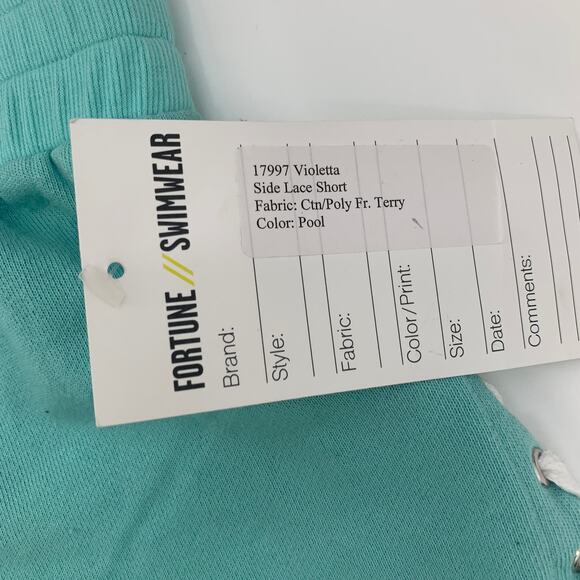 FORTUNE // SWIMWEAR
17997 Violetta
Side Lace Short
Fabric: Ctn/Poly Fr. Terry
Color: Pool
Brand:
Style:
Fabric:
Color/Print:
Size:
Date:
Comments: